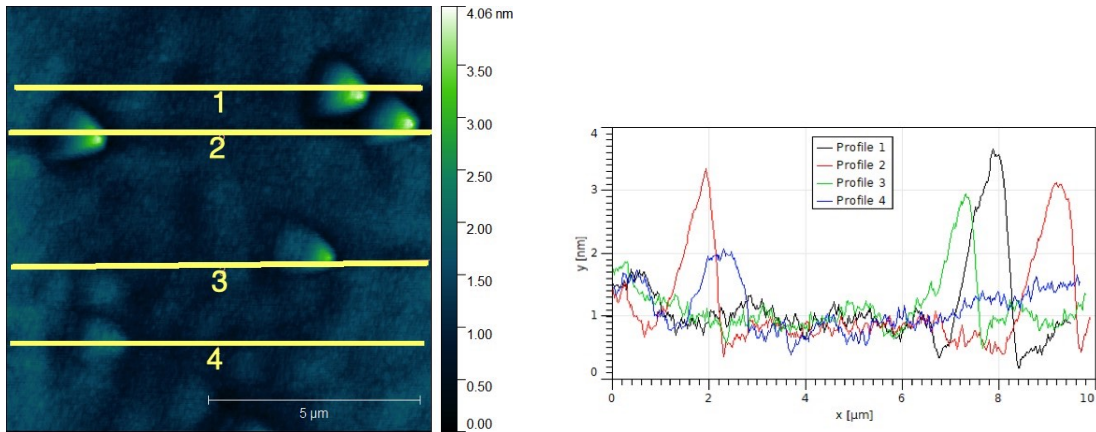 4.06 nm
3.50
3.00
2.50
2.00
1.50
1.00
0.50
0.00
1
2
3
4
5 µm
4
3
2
1
0
y [nm]
Profile 1
Profile 2
Profile 3
Profile 4
0 2 4 6 8 10
x [µm]